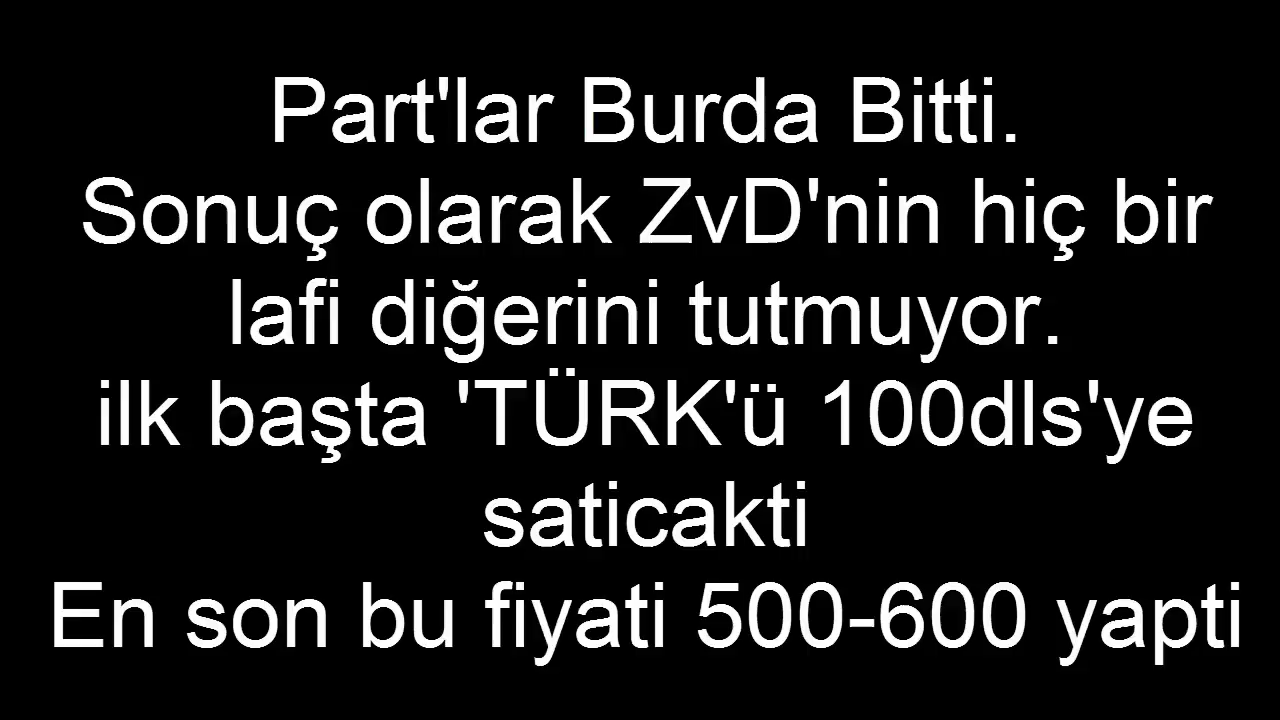 Part'lar Burda Bitti.
Sonuç olarak ZvD'nin hiç bir
lafi diğerini tutmuyor.
ilk başta 'TÜRK'ü 100dls'ye
saticakti
En son bu fiyati 500-600 yapti